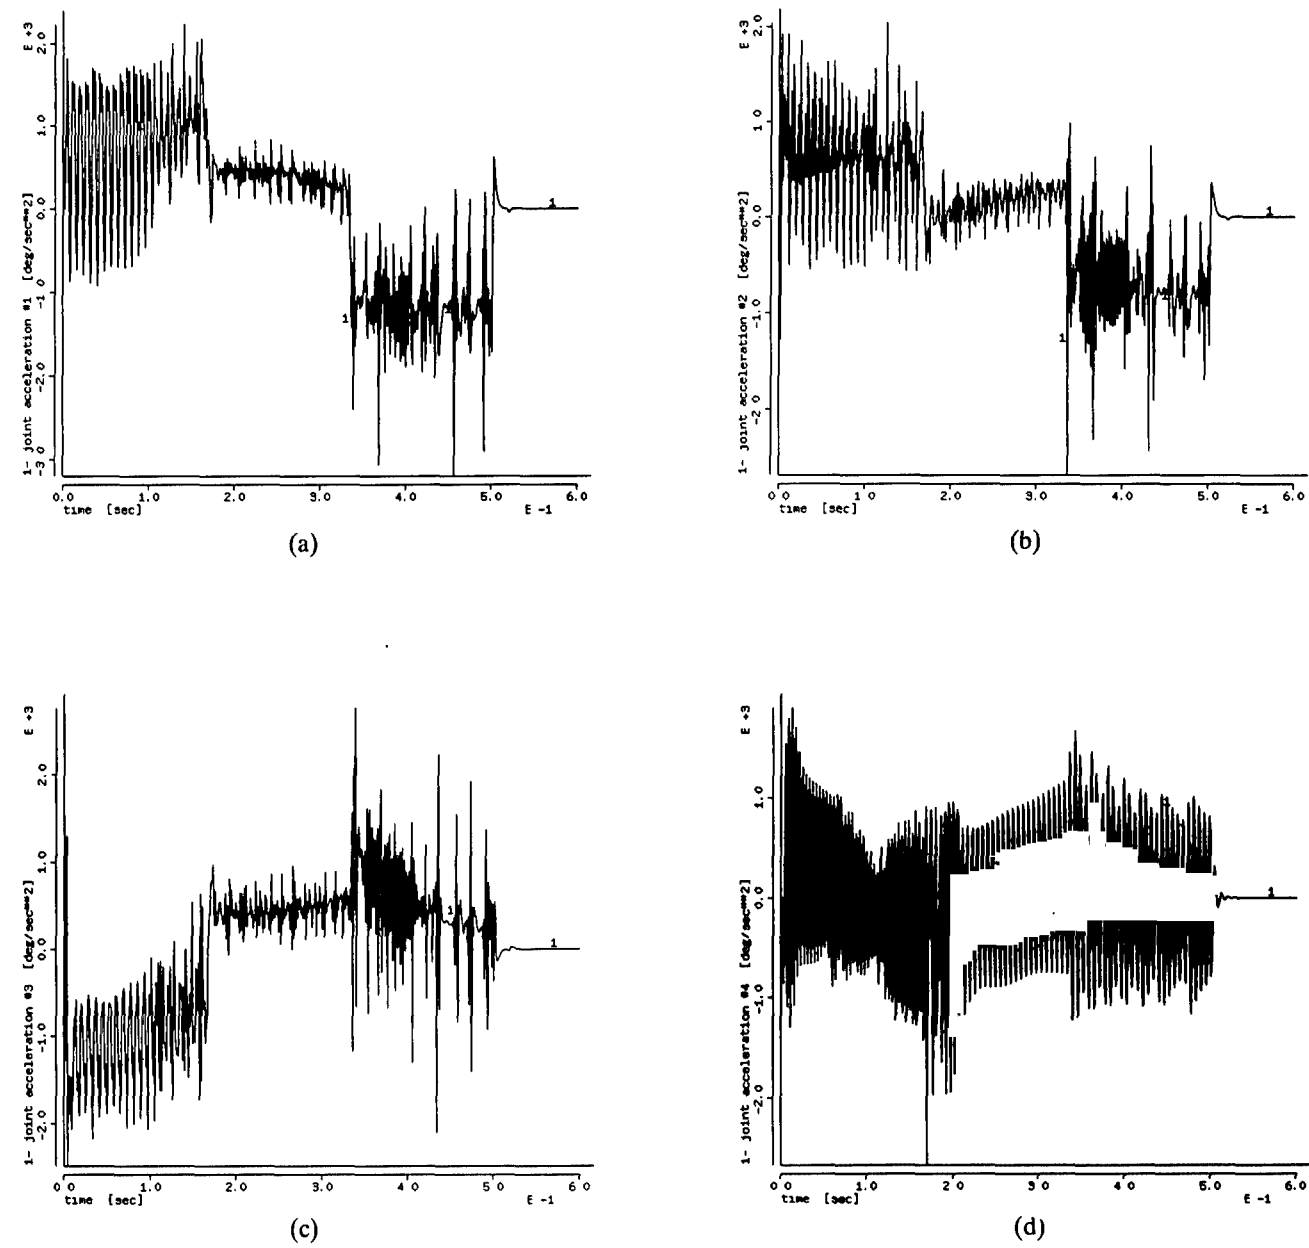 E +3
2.0
1.0
0.0
-1.0
-2.0
-3.0
1- joint acceleration #1 [deg/sec**2]
1
1
1
0.0 1.0 2.0 3.0 4.0 5.0 6.0
time [sec] E -1
(a)
E +3
2.0
1.0
0.0
-1.0
-2.0
1- joint acceleration #2 [deg/sec**2]
1
1
1
0.0 1 0 2.0 3.0 4.0 5.0 6 0
time [sec] E -1
(b)
E +3
2.0
1.0
0.0
-1.0
-2.0
1- joint acceleration #3 [deg/sec**2]
1
1
0 0 1.0 2 0 3.0 4 0 5 0 6 0
time [sec] E -1
(c)
E +3
1.0
0.0
-1.0
-2.0
1- joint acceleration #4 [deg/sec**2]
1
1
0 0 1.0 2 0 3 0 4 0 5.0 6.0
time [sec] E -1
(d)